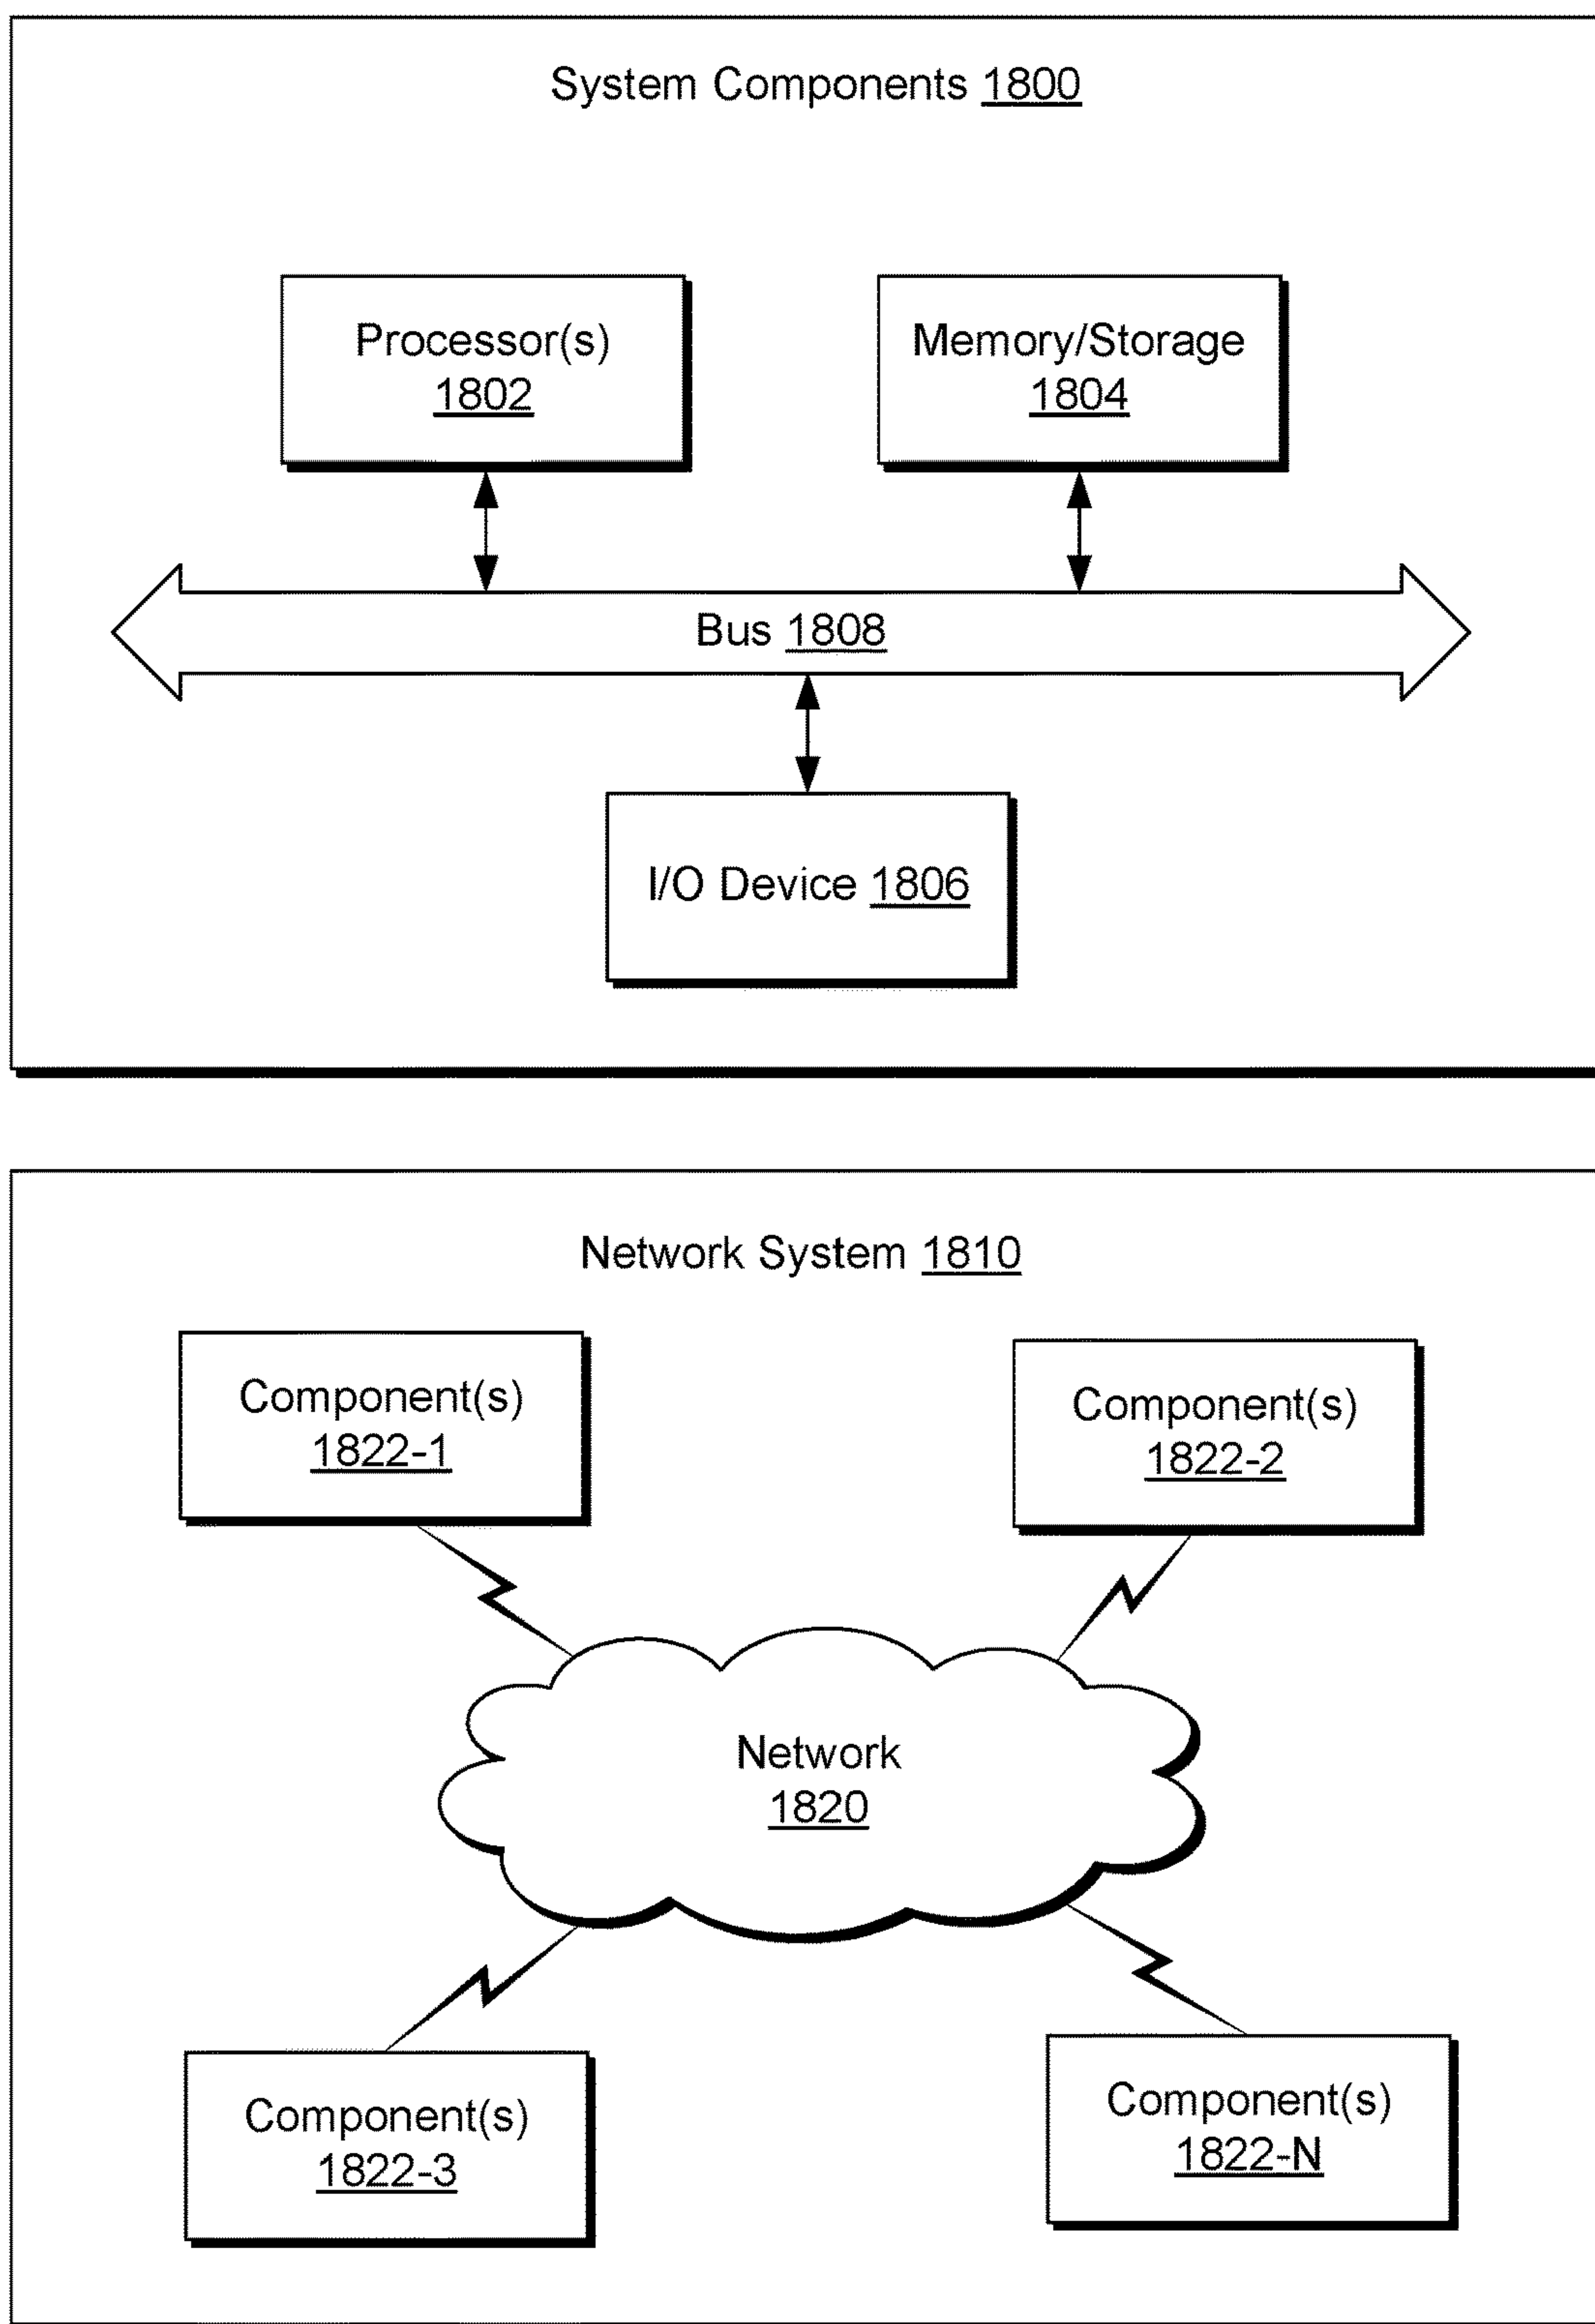 System Components 1800
Processor(s)
1802
Memory/Storage
1804
Bus 1808
I/O Device 1806
Network System 1810
Component(s)
1822-1
Component(s)
1822-2
Network
1820
Component(s)
1822-3
Component(s)
1822-N